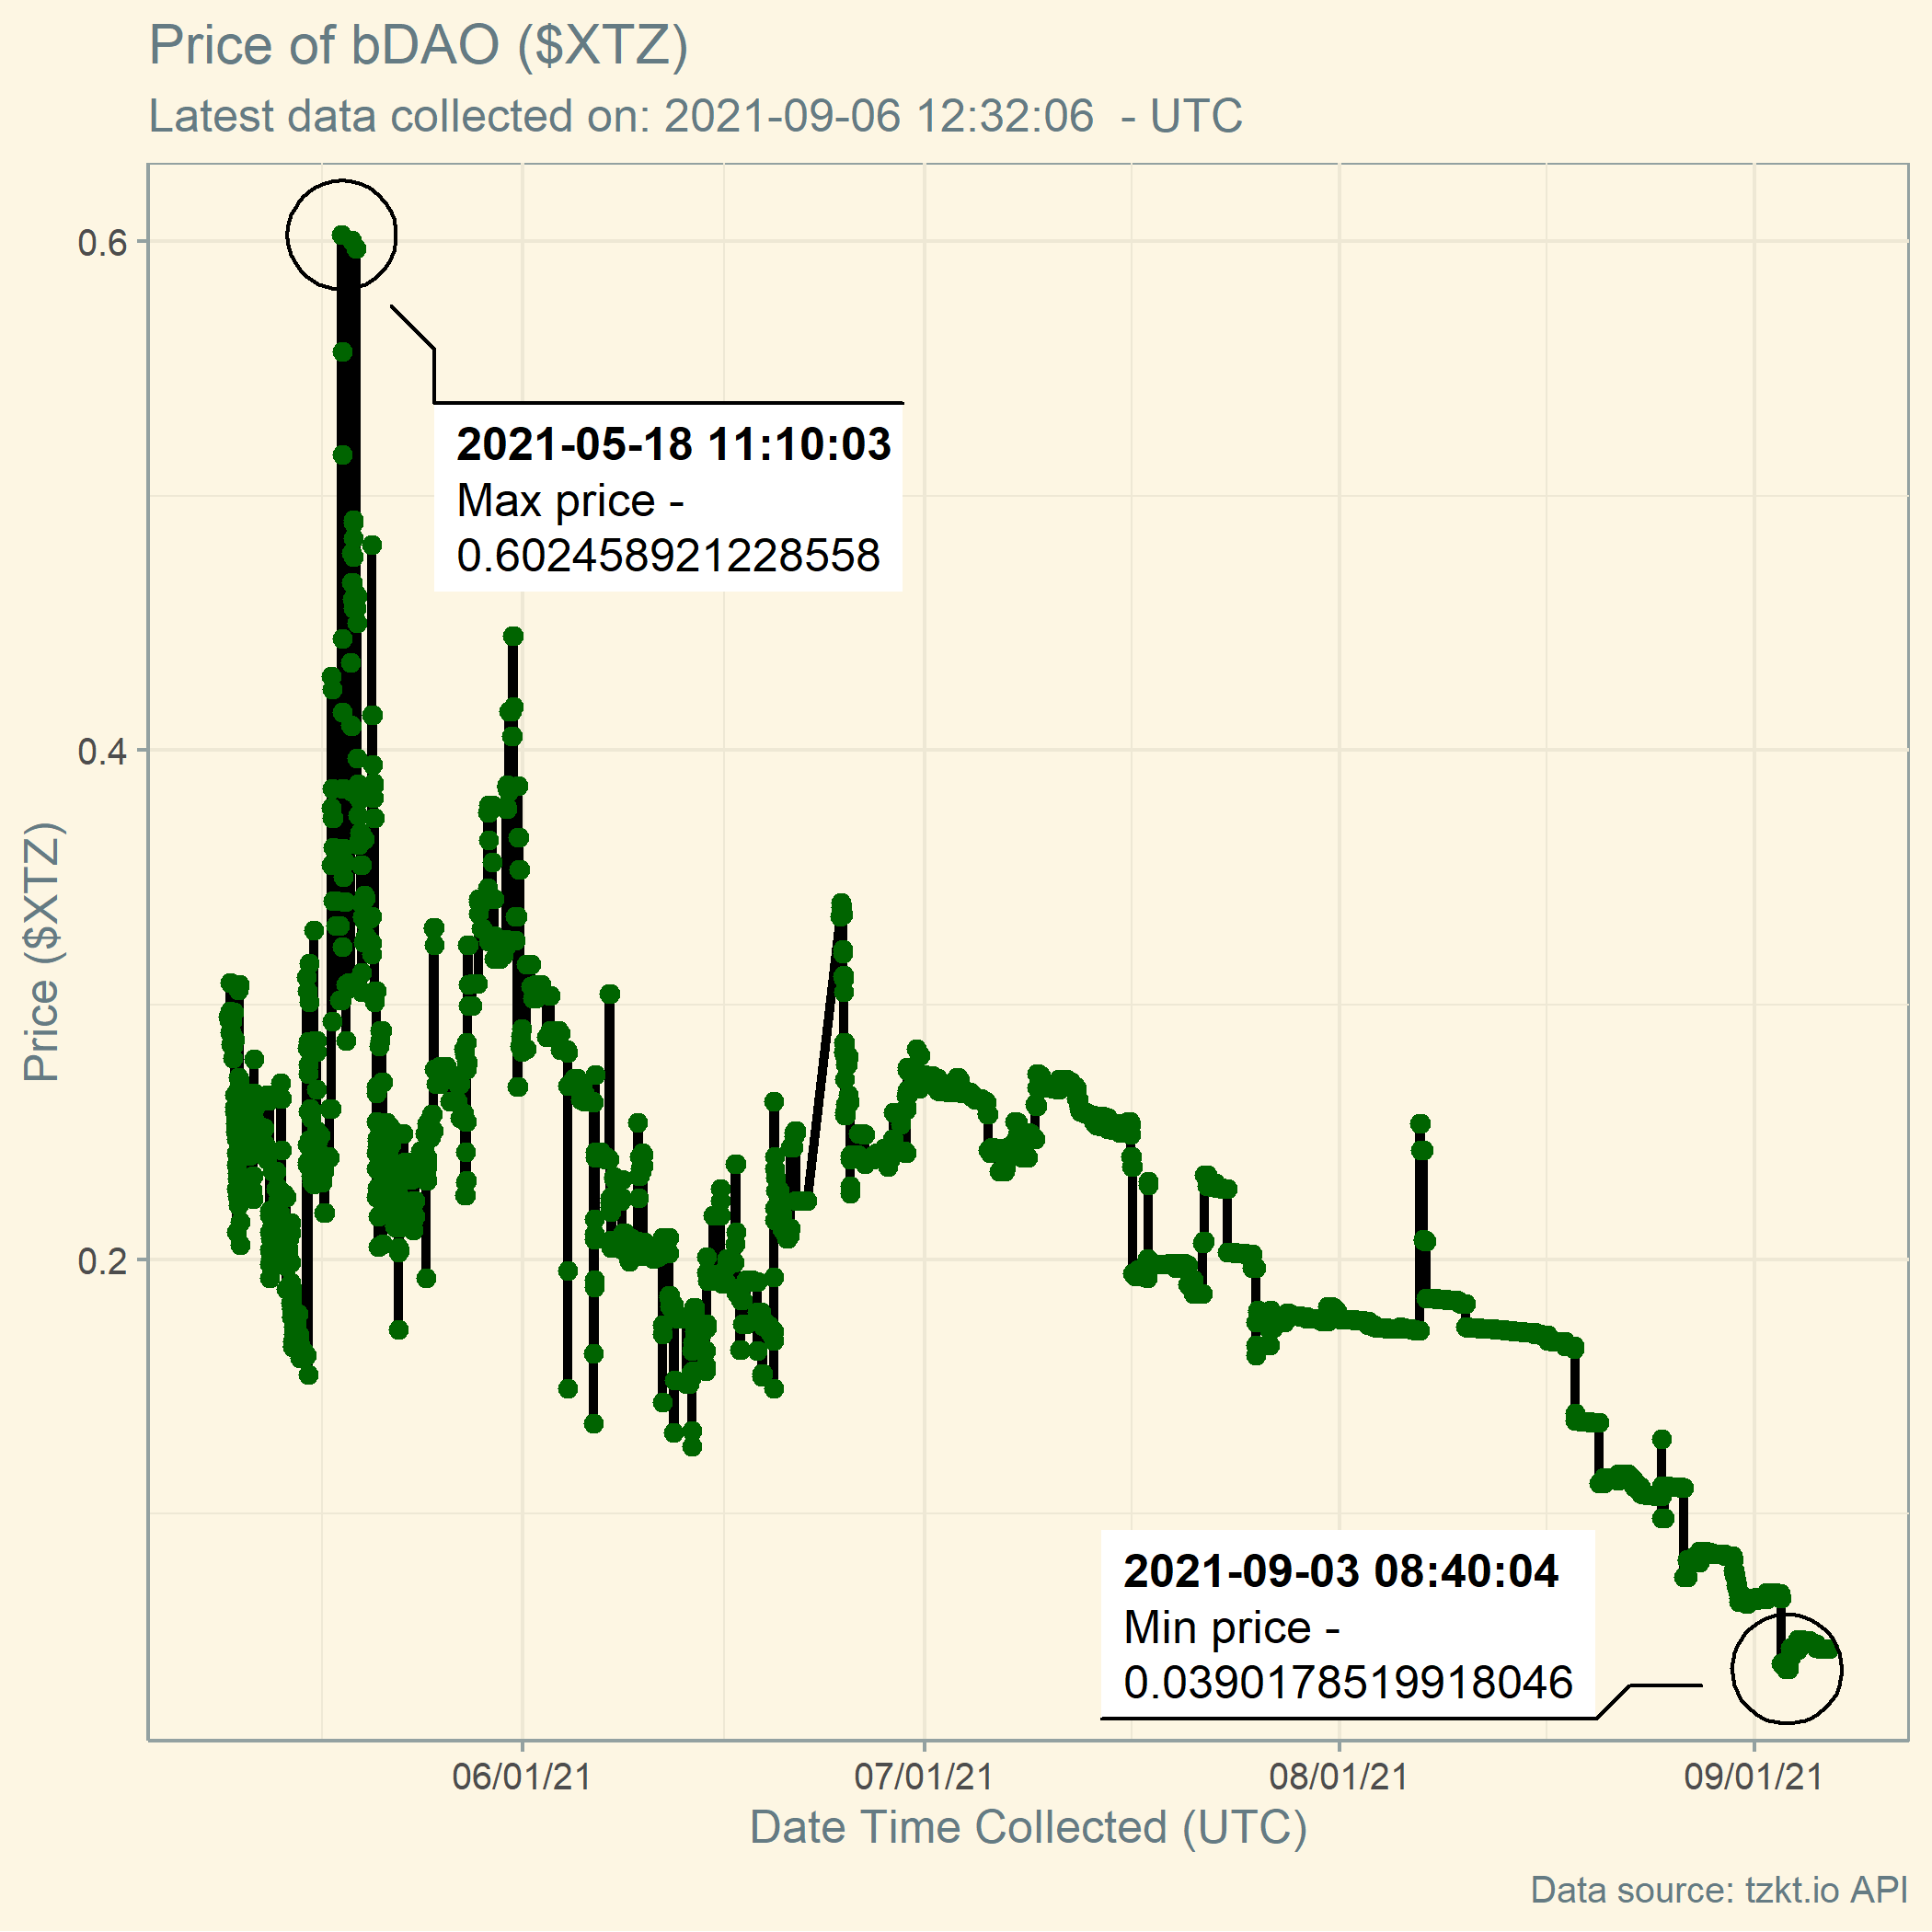 Price of bDAO ($XTZ)
Latest data collected on: 2021-09-06 12:32:06  - UTC
0.6
0.4
0.2
Price ($XTZ)
2021-05-18 11:10:03
Max price -
0.602458921228558
2021-09-03 08:40:04
Min price -
0.0390178519918046
06/01/21
07/01/21
08/01/21
09/01/21
Date Time Collected (UTC)
Data source: tzkt.io API